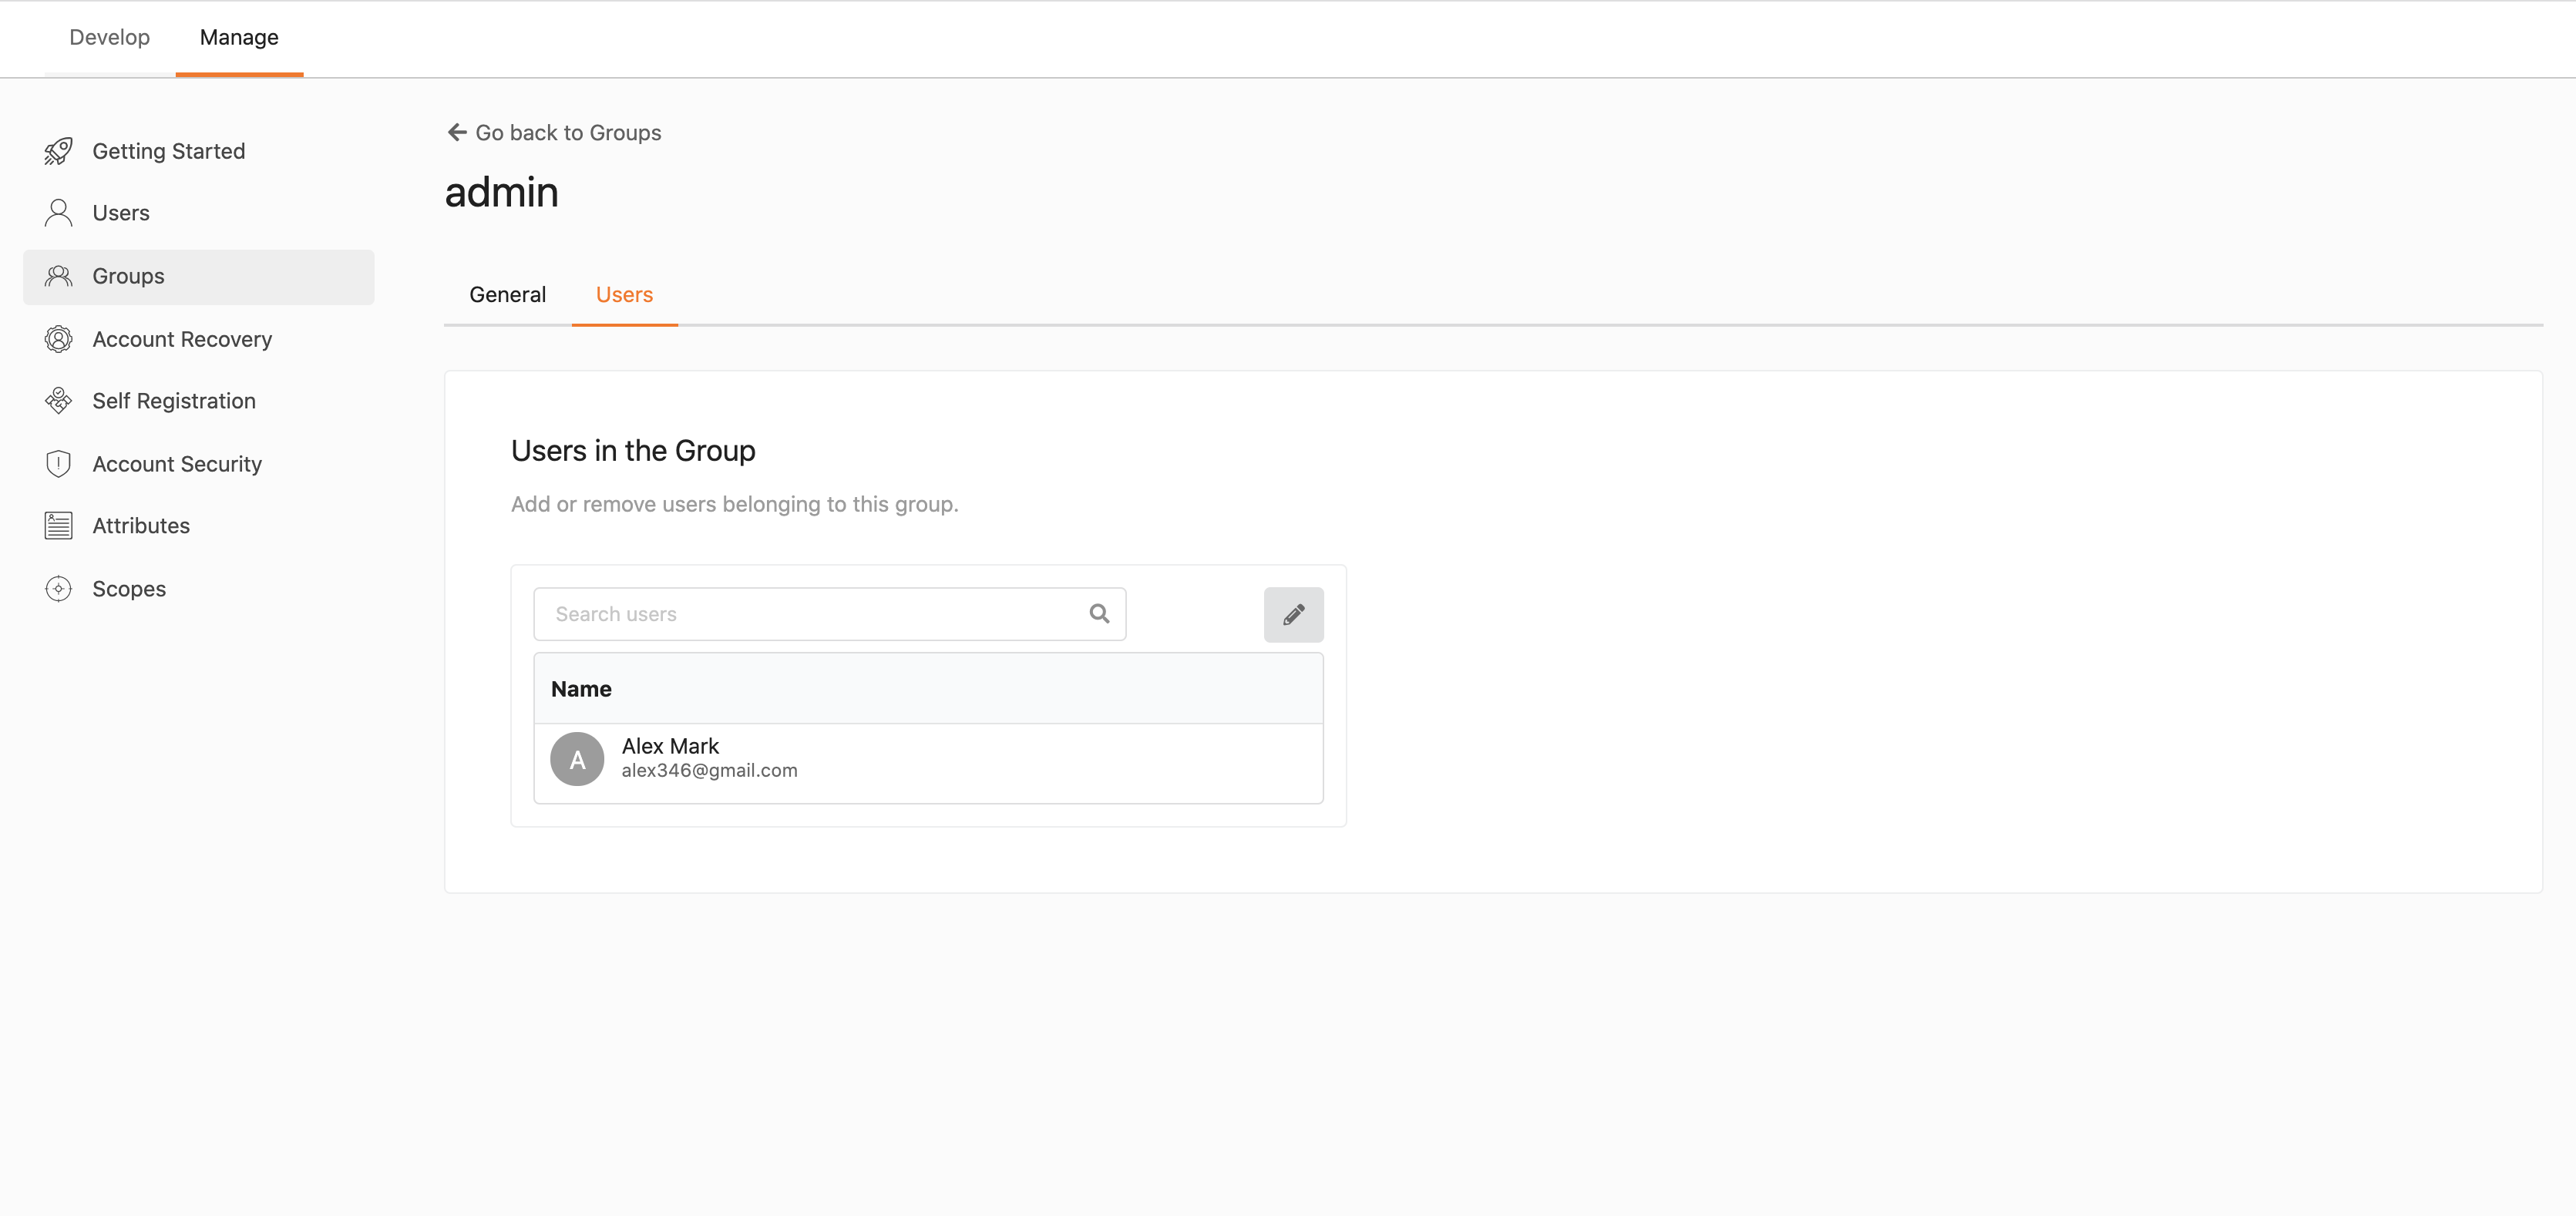 Develop Manage
Getting Started
Users
Groups
Account Recovery
Self Registration
Account Security
Attributes
Scopes
Go back to Groups
admin
General Users
Users in the Group
Add or remove users belonging to this group.
Search users
Name
A
Alex Mark
alex346@gmail.com